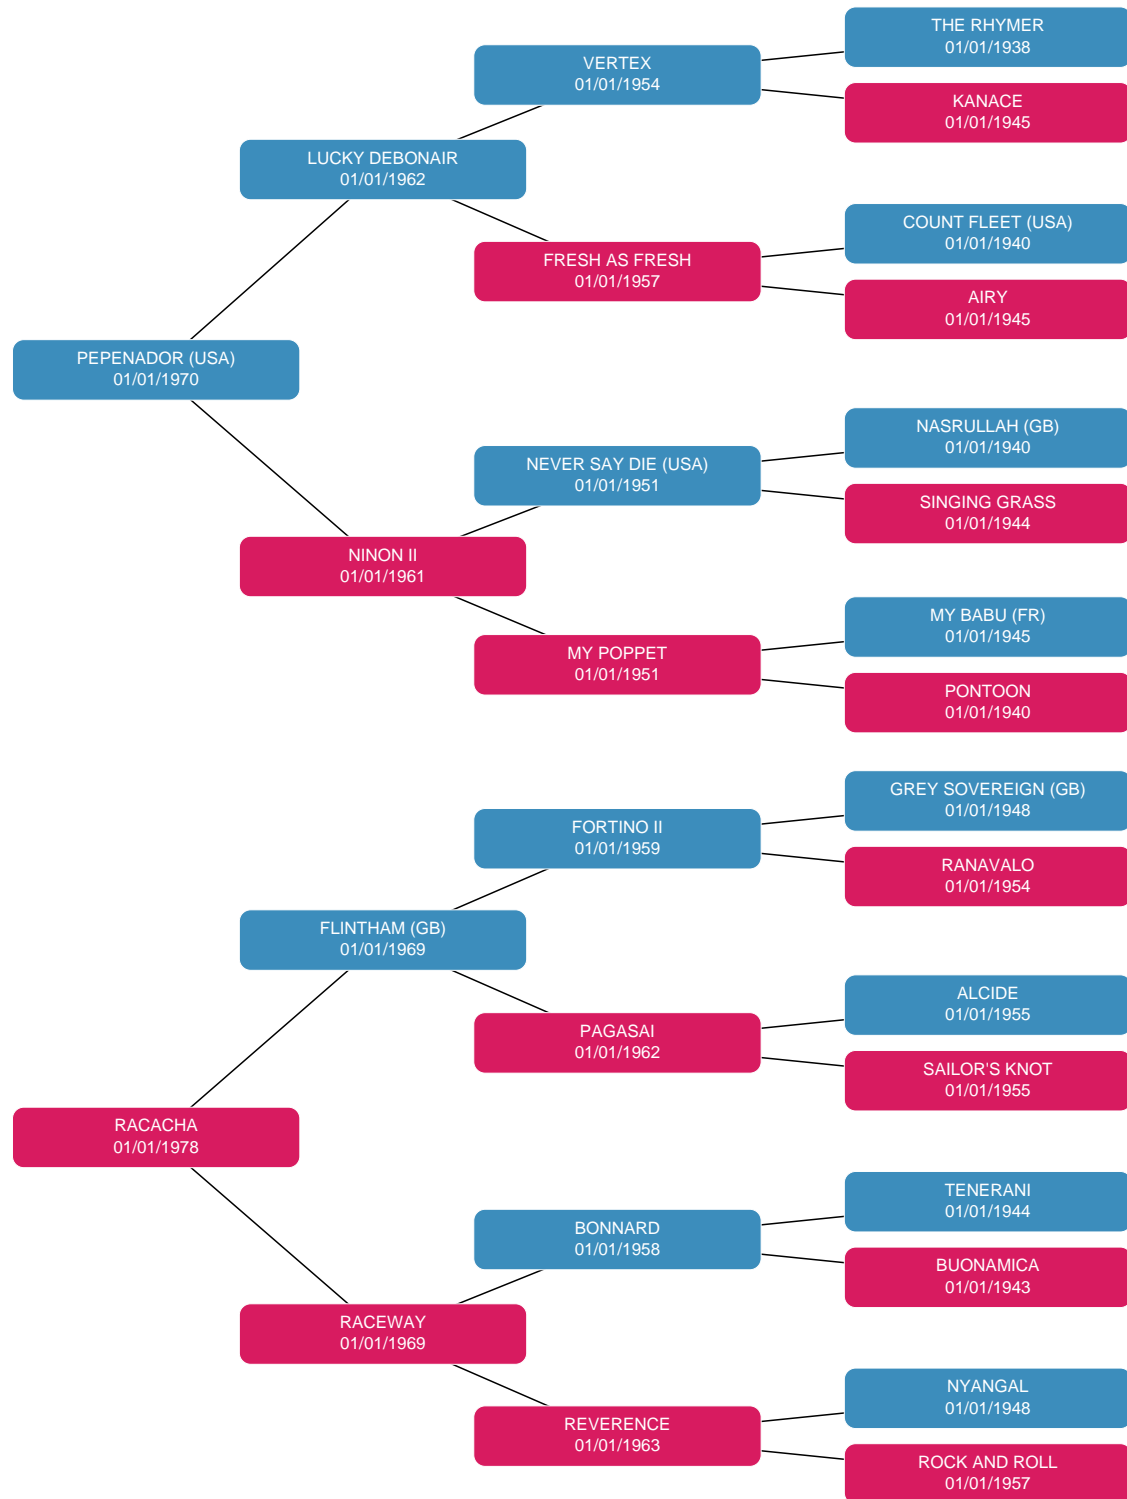 THE RHYMER
01/01/1938
VERTEX
01/01/1954
KANACE
01/01/1945
LUCKY DEBONAIR
01/01/1962
COUNT FLEET (USA)
01/01/1940
FRESH AS FRESH
01/01/1957
AIRY
01/01/1945
PEPENADOR (USA)
01/01/1970
NASRULLAH (GB)
01/01/1940
NEVER SAY DIE (USA)
01/01/1951
SINGING GRASS
01/01/1944
NINON II
01/01/1961
MY BABU (FR)
01/01/1945
MY POPPET
01/01/1951
PONTOON
01/01/1940
GREY SOVEREIGN (GB)
01/01/1948
FORTINO II
01/01/1959
RANAVALO
01/01/1954
FLINTHAM (GB)
01/01/1969
ALCIDE
01/01/1955
PAGASAI
01/01/1962
SAILOR'S KNOT
01/01/1955
RACACHA
01/01/1978
TENERANI
01/01/1944
BONNARD
01/01/1958
BUONAMICA
01/01/1943
RACEWAY
01/01/1969
NYANGAL
01/01/1948
REVERENCE
01/01/1963
ROCK AND ROLL
01/01/1957